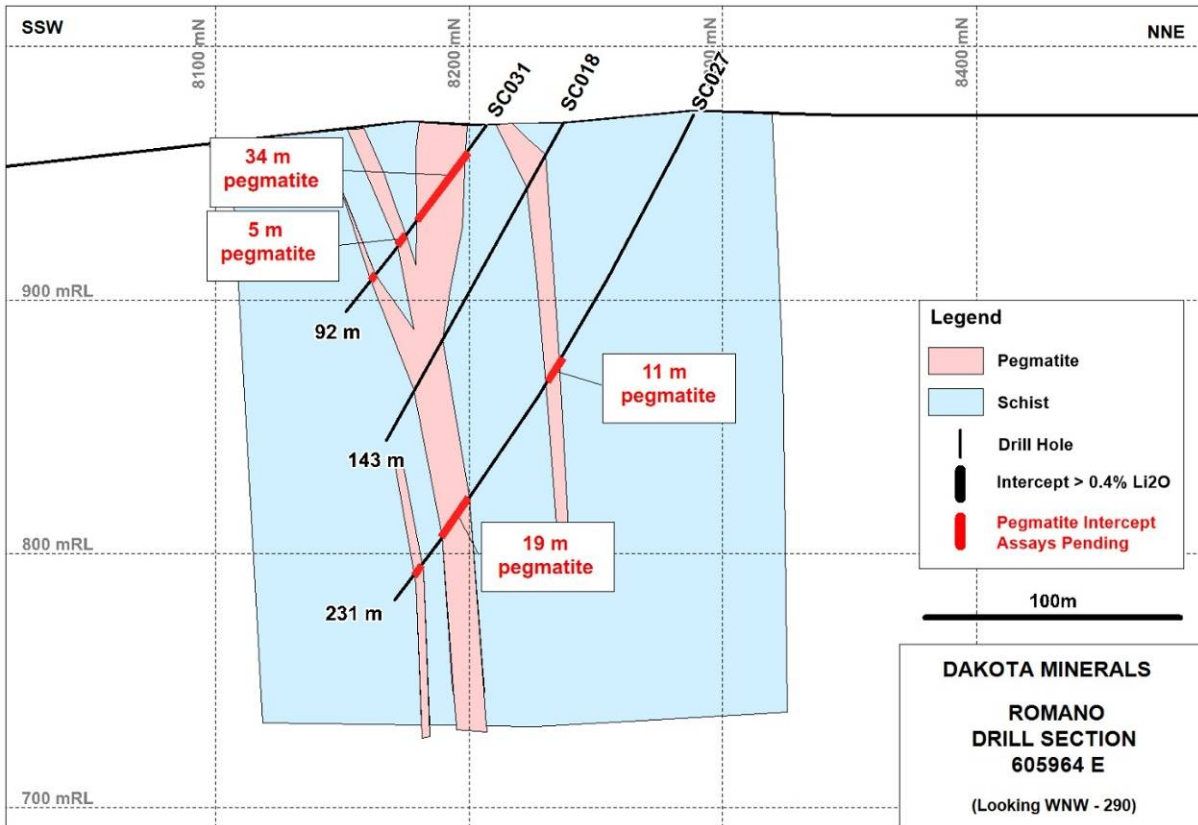 SSW
NNE
8100 mN
8200 mN
8400 mN
SC031
SC018
SC027
34 m
pegmatite
5 m
pegmatite
900 mRL
92 m
11 m
pegmatite
143 m
800 mRL
19 m
pegmatite
231 m
700 mRL
Legend
Pegmatite
Schist
Drill Hole
Intercept > 0.4% Li2O
Pegmatite Intercept
Assays Pending
100m
DAKOTA MINERALS
ROMANO
DRILL SECTION
605964 E
(Looking WNW - 290)